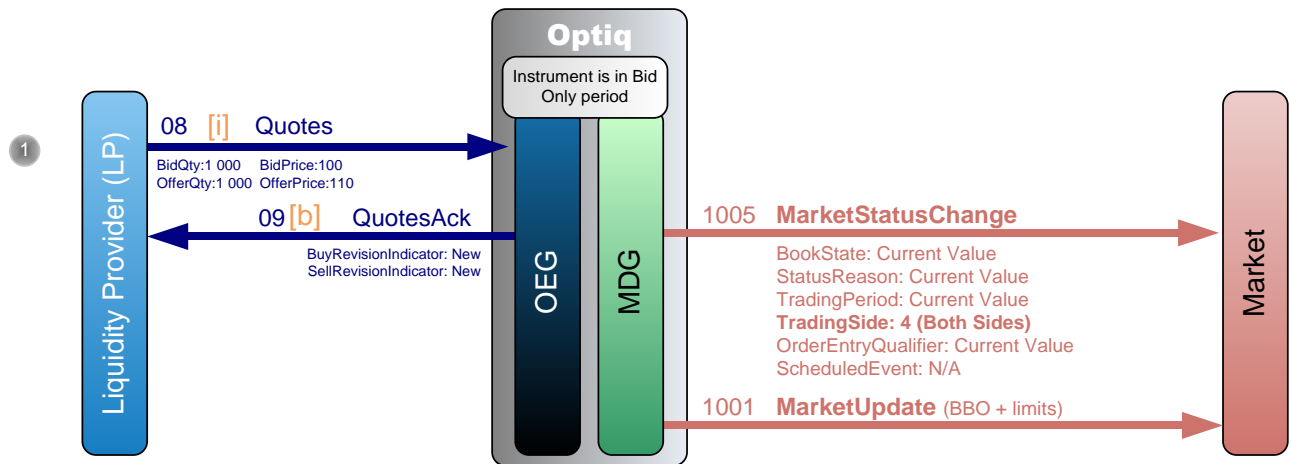 Optiq
Instrument is in Bid
Only period
1
Liquidity Provider (LP)
08 [i] Quotes
BidQty:1 000 BidPrice:100
OfferQty:1 000 OfferPrice:110
09 [b] QuotesAck
BuyRevisionIndicator: New
SellRevisionIndicator: New
OEG
MDG
1005 MarketStatusChange
BookState: Current Value
StatusReason: Current Value
TradingPeriod: Current Value
TradingSide: 4 (Both Sides)
OrderEntryQualifier: Current Value
ScheduledEvent: N/A
1001 MarketUpdate (BBO + limits)
Market